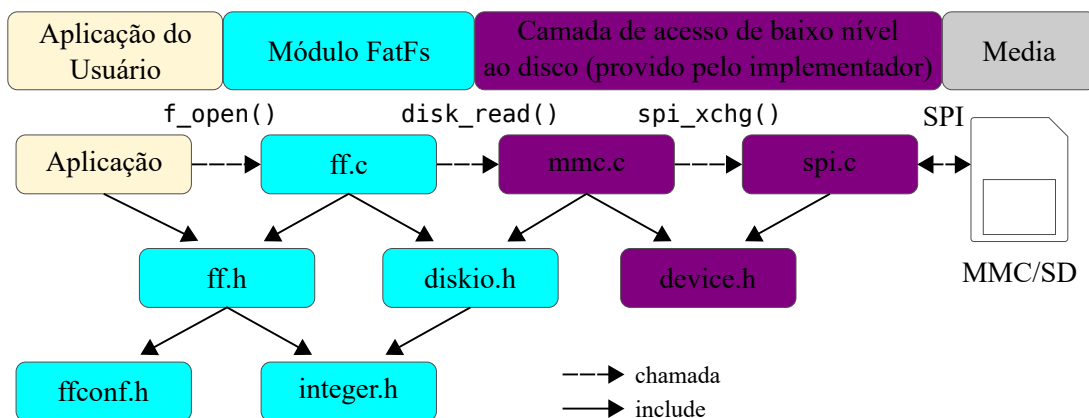 Aplicação do
Usuário
Módulo FatFs
Camada de acesso de baixo nível
ao disco (provido pelo implementador)
Media
f_open()
disk_read()
spi_xchg()
SPI
Aplicação
ff.c
mmc.c
spi.c
ff.h
diskio.h
device.h
MMC/SD
ffconf.h
integer.h
chamada
include